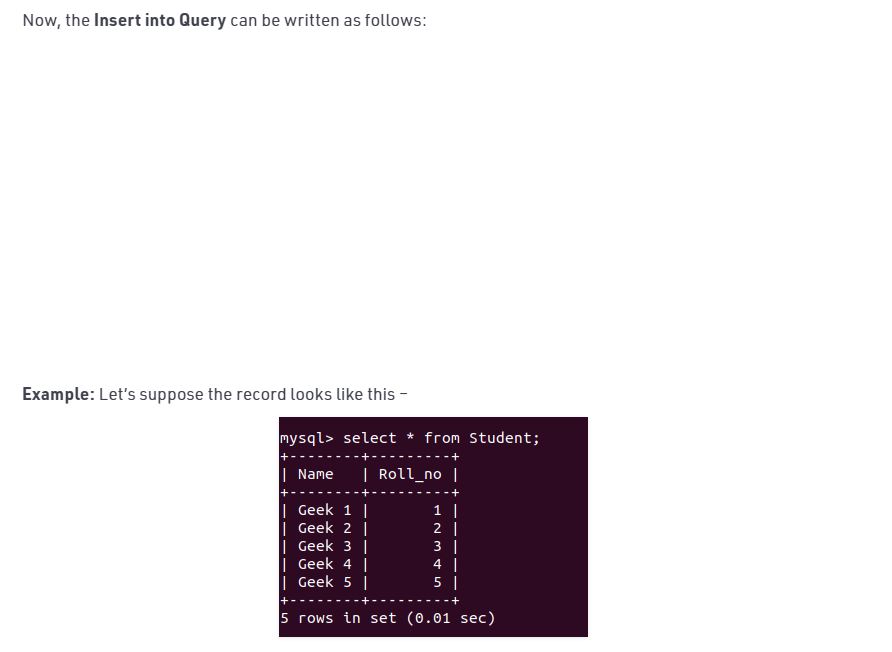 Now, the Insert into Query can be written as follows:
Example: Let's suppose the record looks like this –
mysql> select * from Student;
+--------+---------+
| Name   | Roll_no |
+--------+---------+
| Geek 1 |       1 |
| Geek 2 |       2 |
| Geek 3 |       3 |
| Geek 4 |       4 |
| Geek 5 |       5 |
+--------+---------+
5 rows in set (0.01 sec)